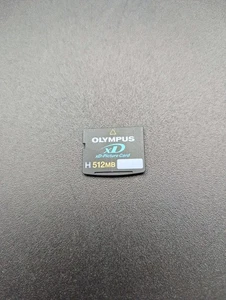 OLYMPUS
xD
xD-Picture Card
H 512MB